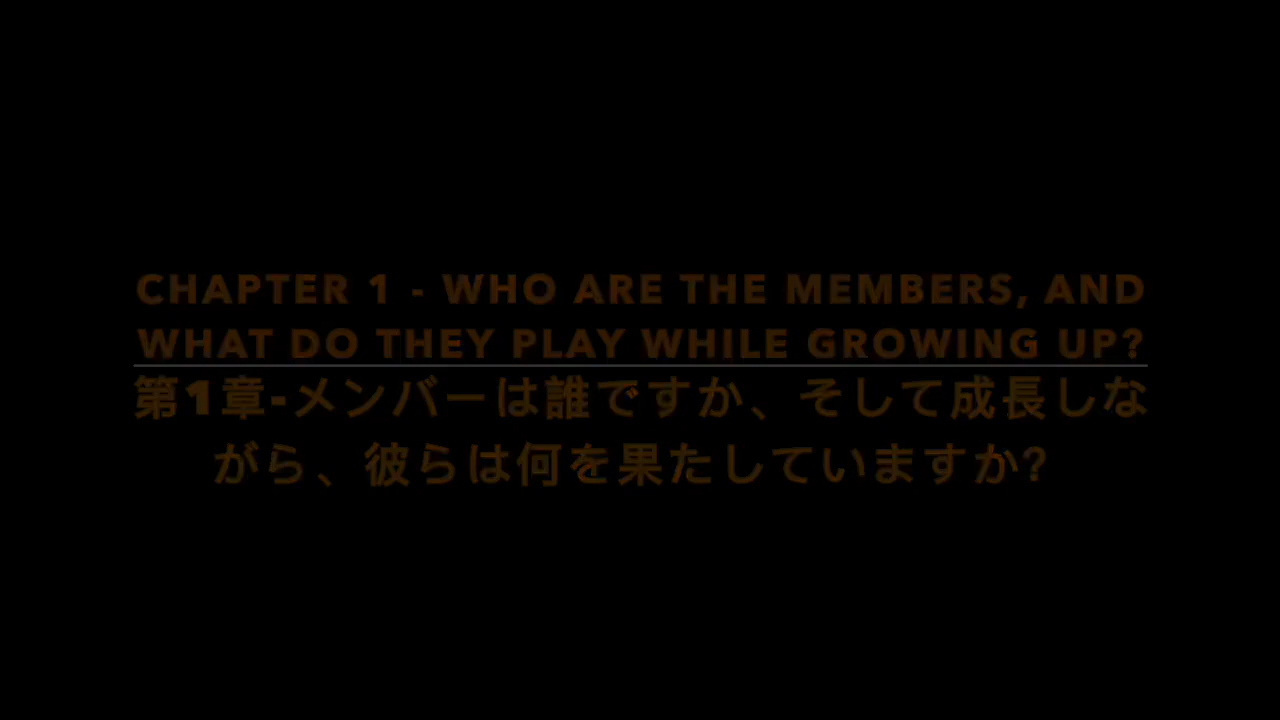 CHAPTER 1 - WHO ARE THE MEMBERS, AND
WHAT DO THEY PLAY WHILE GROWING UP?
第1章-メンバーは誰ですか、そして成長しな
がら、彼らは何を果たしていますか?